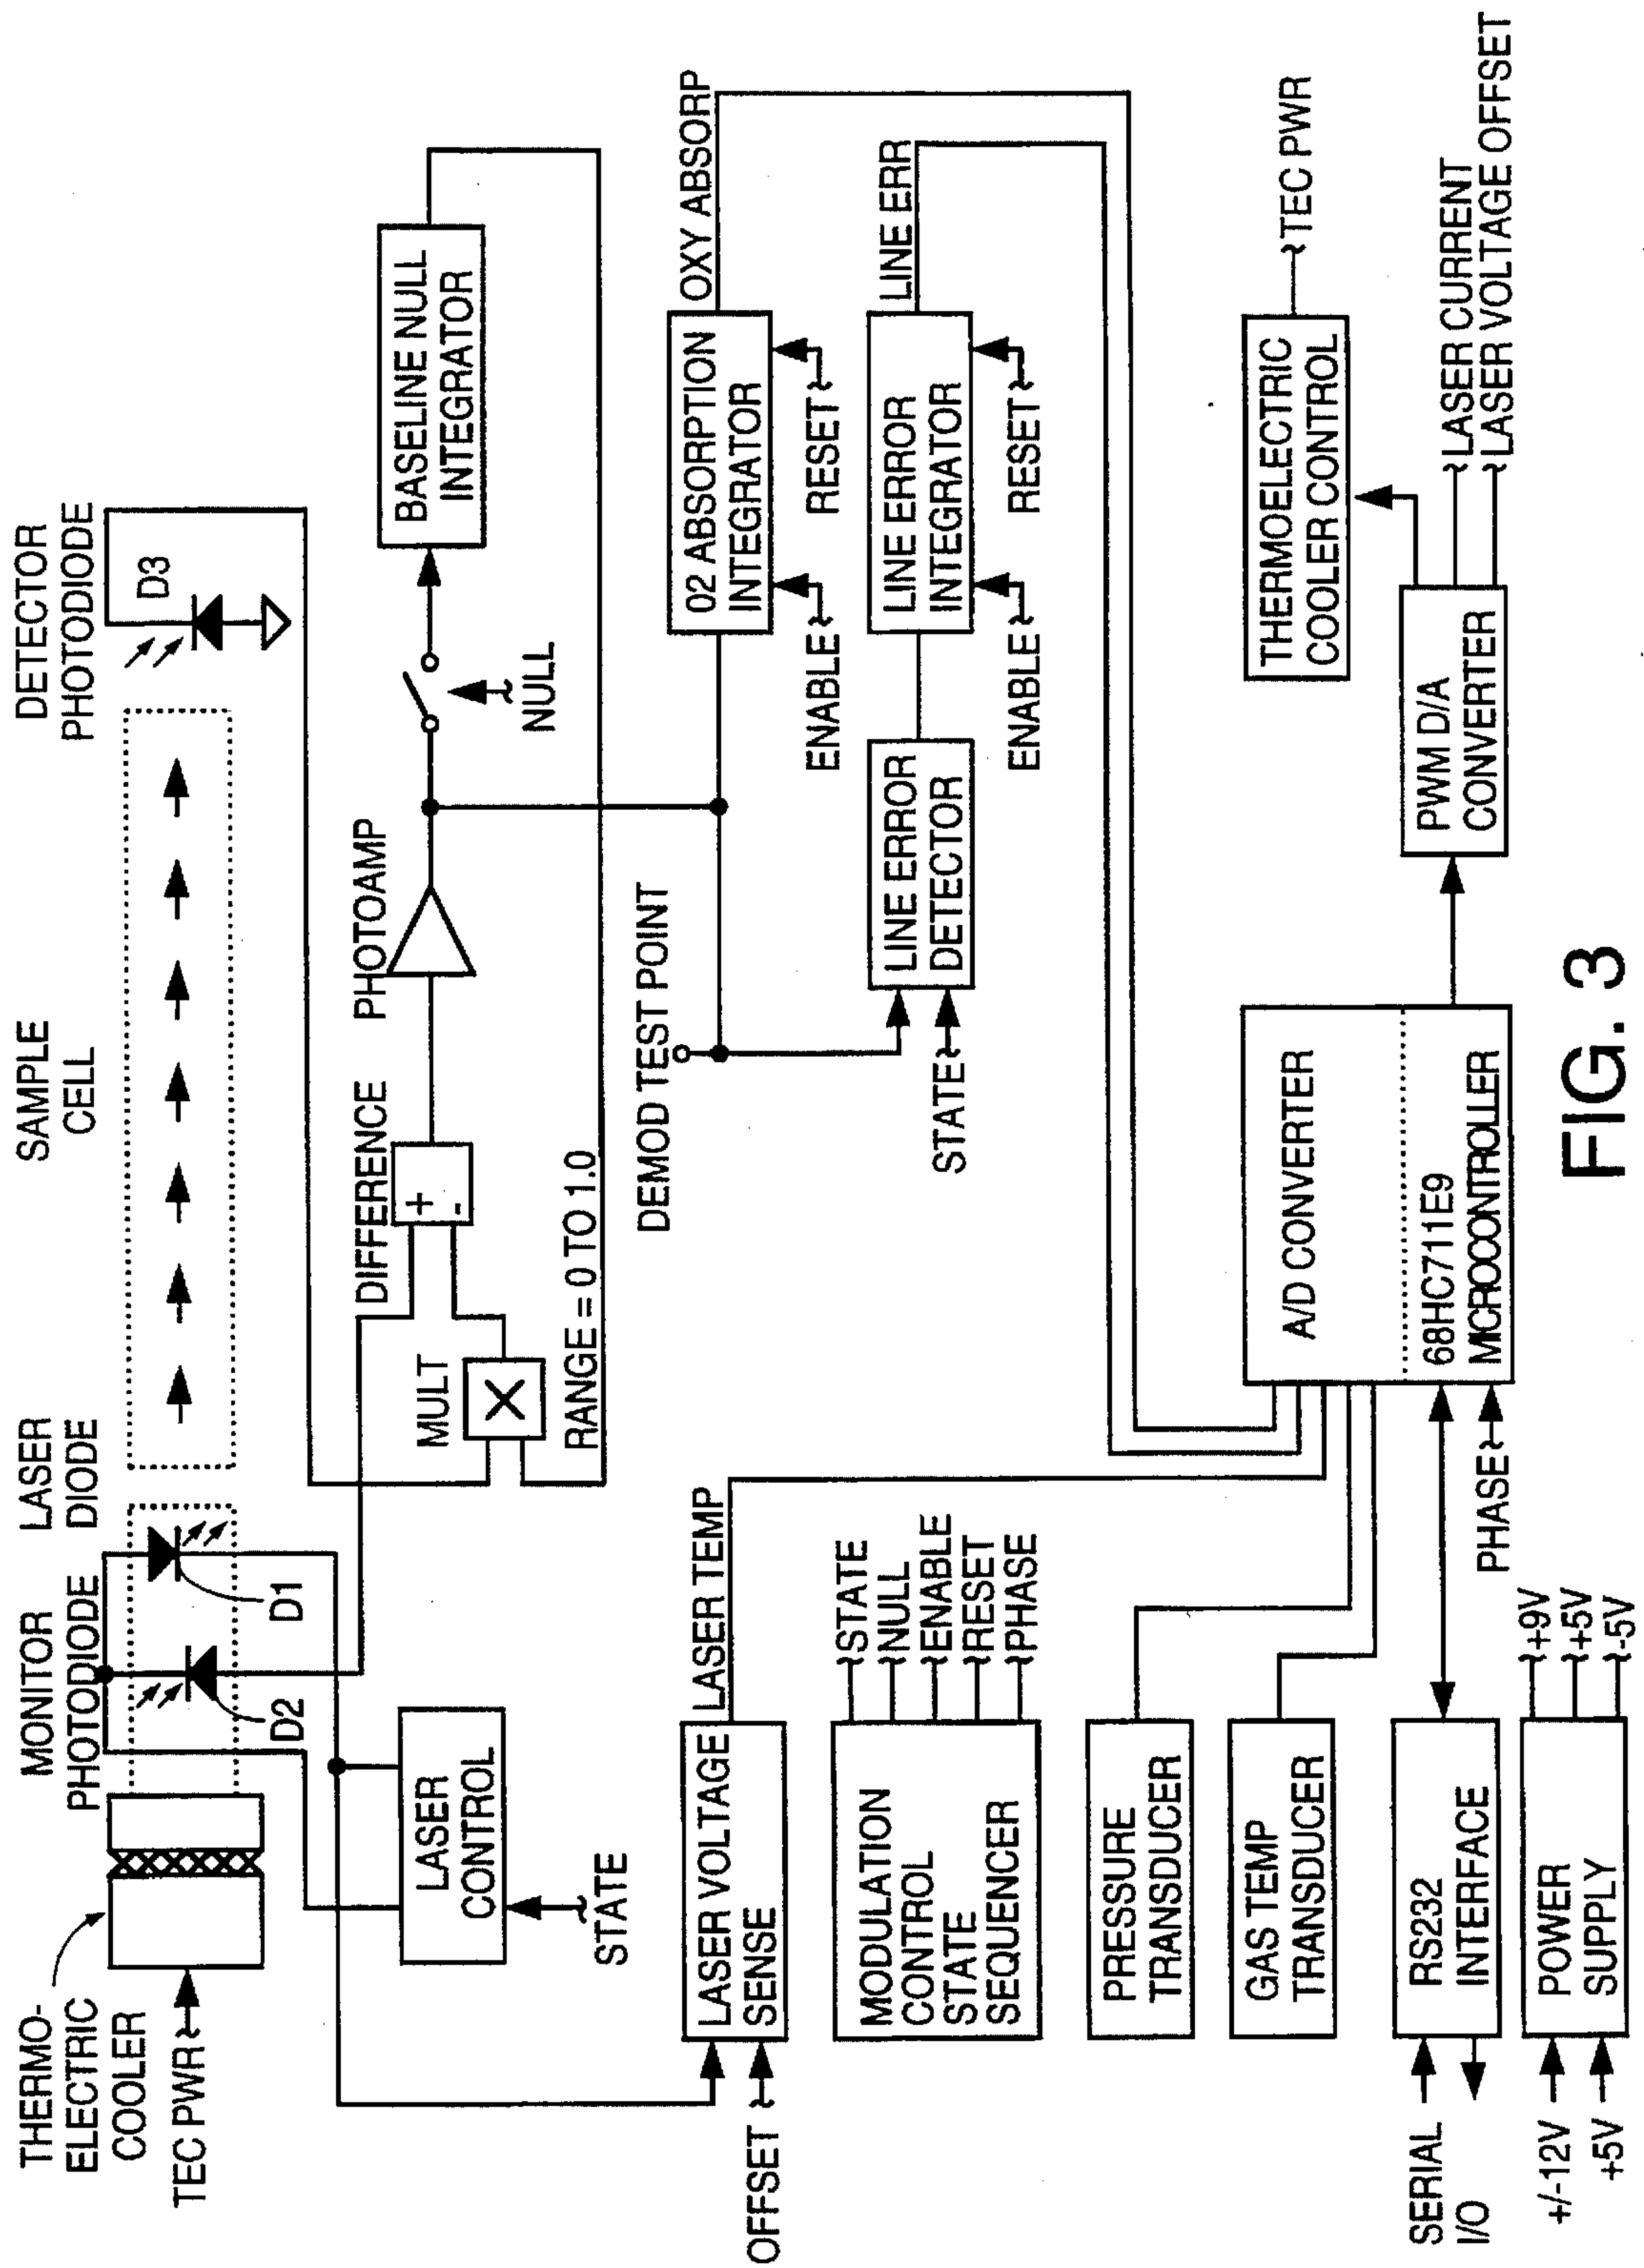 THERMO-
ELECTRIC
COOLER
TEC PWR
MONITOR
PHOTODIODE
LASER
DIODE
SAMPLE
CELL
DETECTOR
PHOTODIODE
D2
D1
D3
LASER
CONTROL
STATE
MULT
RANGE = 0 TO 1.0
DIFFERENCE
+
-
PHOTOAMP
NULL
BASELINE NULL
INTEGRATOR
DEMOD TEST POINT
02 ABSORPTION
INTEGRATOR
OXY ABSORP
ENABLE
RESET
STATE
LINE ERROR
DETECTOR
LINE ERROR
INTEGRATOR
LINE ERR
ENABLE
RESET
OFFSET
LASER VOLTAGE
SENSE
LASER TEMP
MODULATION
CONTROL
STATE
SEQUENCER
STATE
NULL
ENABLE
RESET
PHASE
PRESSURE
TRANSDUCER
GAS TEMP
TRANSDUCER
SERIAL
I/O
RS232
INTERFACE
+/-12V
+5V
POWER
SUPPLY
+9V
+5V
-5V
PHASE
A/D CONVERTER
68HC711E9
MICROCONTROLLER
PWM D/A
CONVERTER
THERMOELECTRIC
COOLER CONTROL
TEC PWR
LASER CURRENT
LASER VOLTAGE OFFSET
FIG. 3